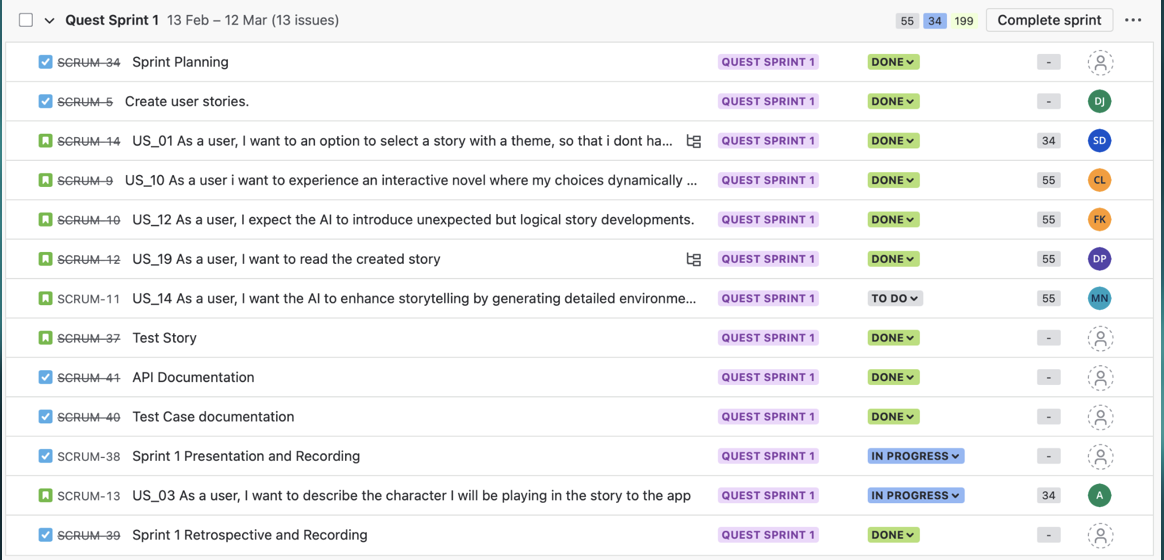 Quest Sprint 1 13 Feb – 12 Mar (13 issues) 55 34 199 Complete sprint
SCRUM-34 Sprint Planning QUEST SPRINT 1 DONE -
SCRUM-5 Create user stories. QUEST SPRINT 1 DONE - DJ
SCRUM-14 US_01 As a user, I want to an option to select a story with a theme, so that i dont ha... QUEST SPRINT 1 DONE 34 SD
SCRUM-9 US_10 As a user i want to experience an interactive novel where my choices dynamically ... QUEST SPRINT 1 DONE 55 CL
SCRUM-10 US_12 As a user, I expect the AI to introduce unexpected but logical story developments. QUEST SPRINT 1 DONE 55 FK
SCRUM-12 US_19 As a user, I want to read the created story QUEST SPRINT 1 DONE 55 DP
SCRUM-11 US_14 As a user, I want the AI to enhance storytelling by generating detailed environme... QUEST SPRINT 1 TO DO 55 MN
SCRUM-37 Test Story QUEST SPRINT 1 DONE -
SCRUM-41 API Documentation QUEST SPRINT 1 DONE -
SCRUM-40 Test Case documentation QUEST SPRINT 1 DONE -
SCRUM-38 Sprint 1 Presentation and Recording QUEST SPRINT 1 IN PROGRESS -
SCRUM-13 US_03 As a user, I want to describe the character I will be playing in the story to the app QUEST SPRINT 1 IN PROGRESS 34 A
SCRUM-39 Sprint 1 Retrospective and Recording QUEST SPRINT 1 DONE -